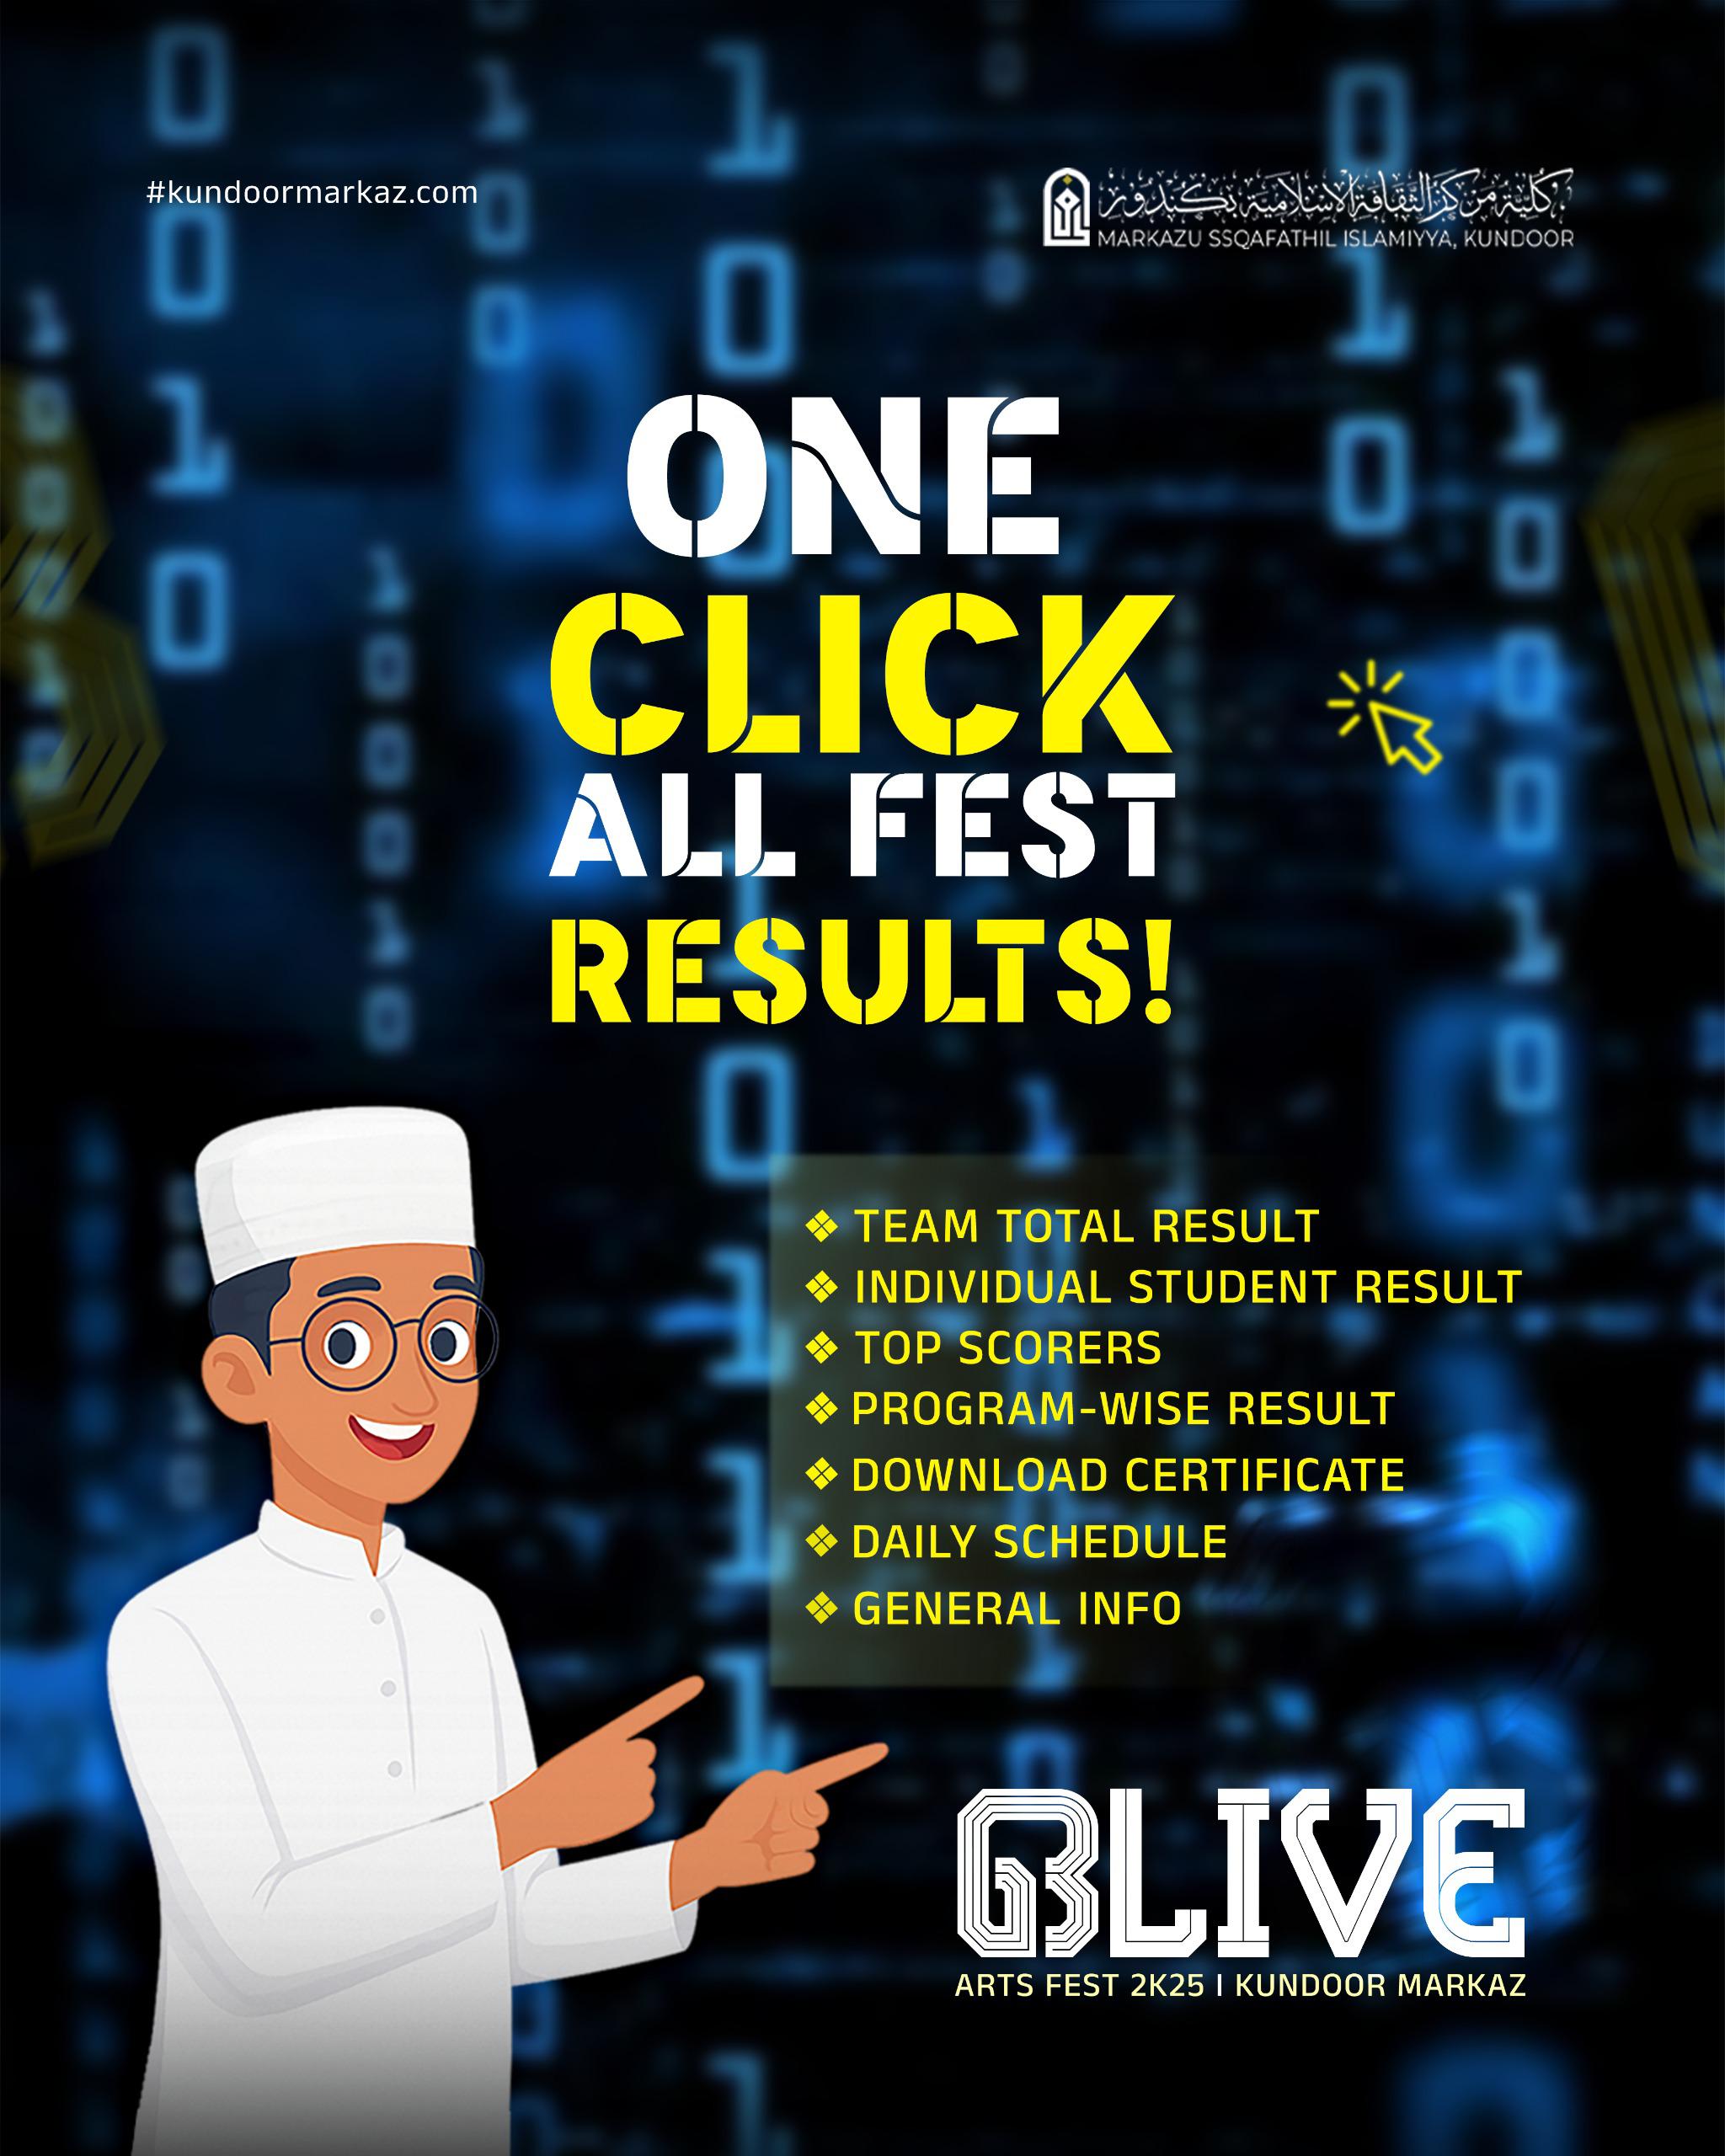 #kundoormarkaz.com
كلية مركز الثقافة الاسلامية بكندور
MARKAZU SSQAFATHIL ISLAMIYYA, KUNDOOR
ONE
CLICK
ALL FEST
RESULTS!
❖ TEAM TOTAL RESULT
❖ INDIVIDUAL STUDENT RESULT
❖ TOP SCORERS
❖ PROGRAM-WISE RESULT
❖ DOWNLOAD CERTIFICATE
❖ DAILY SCHEDULE
❖ GENERAL INFO
BLIVE
ARTS FEST 2K25 I KUNDOOR MARKAZ